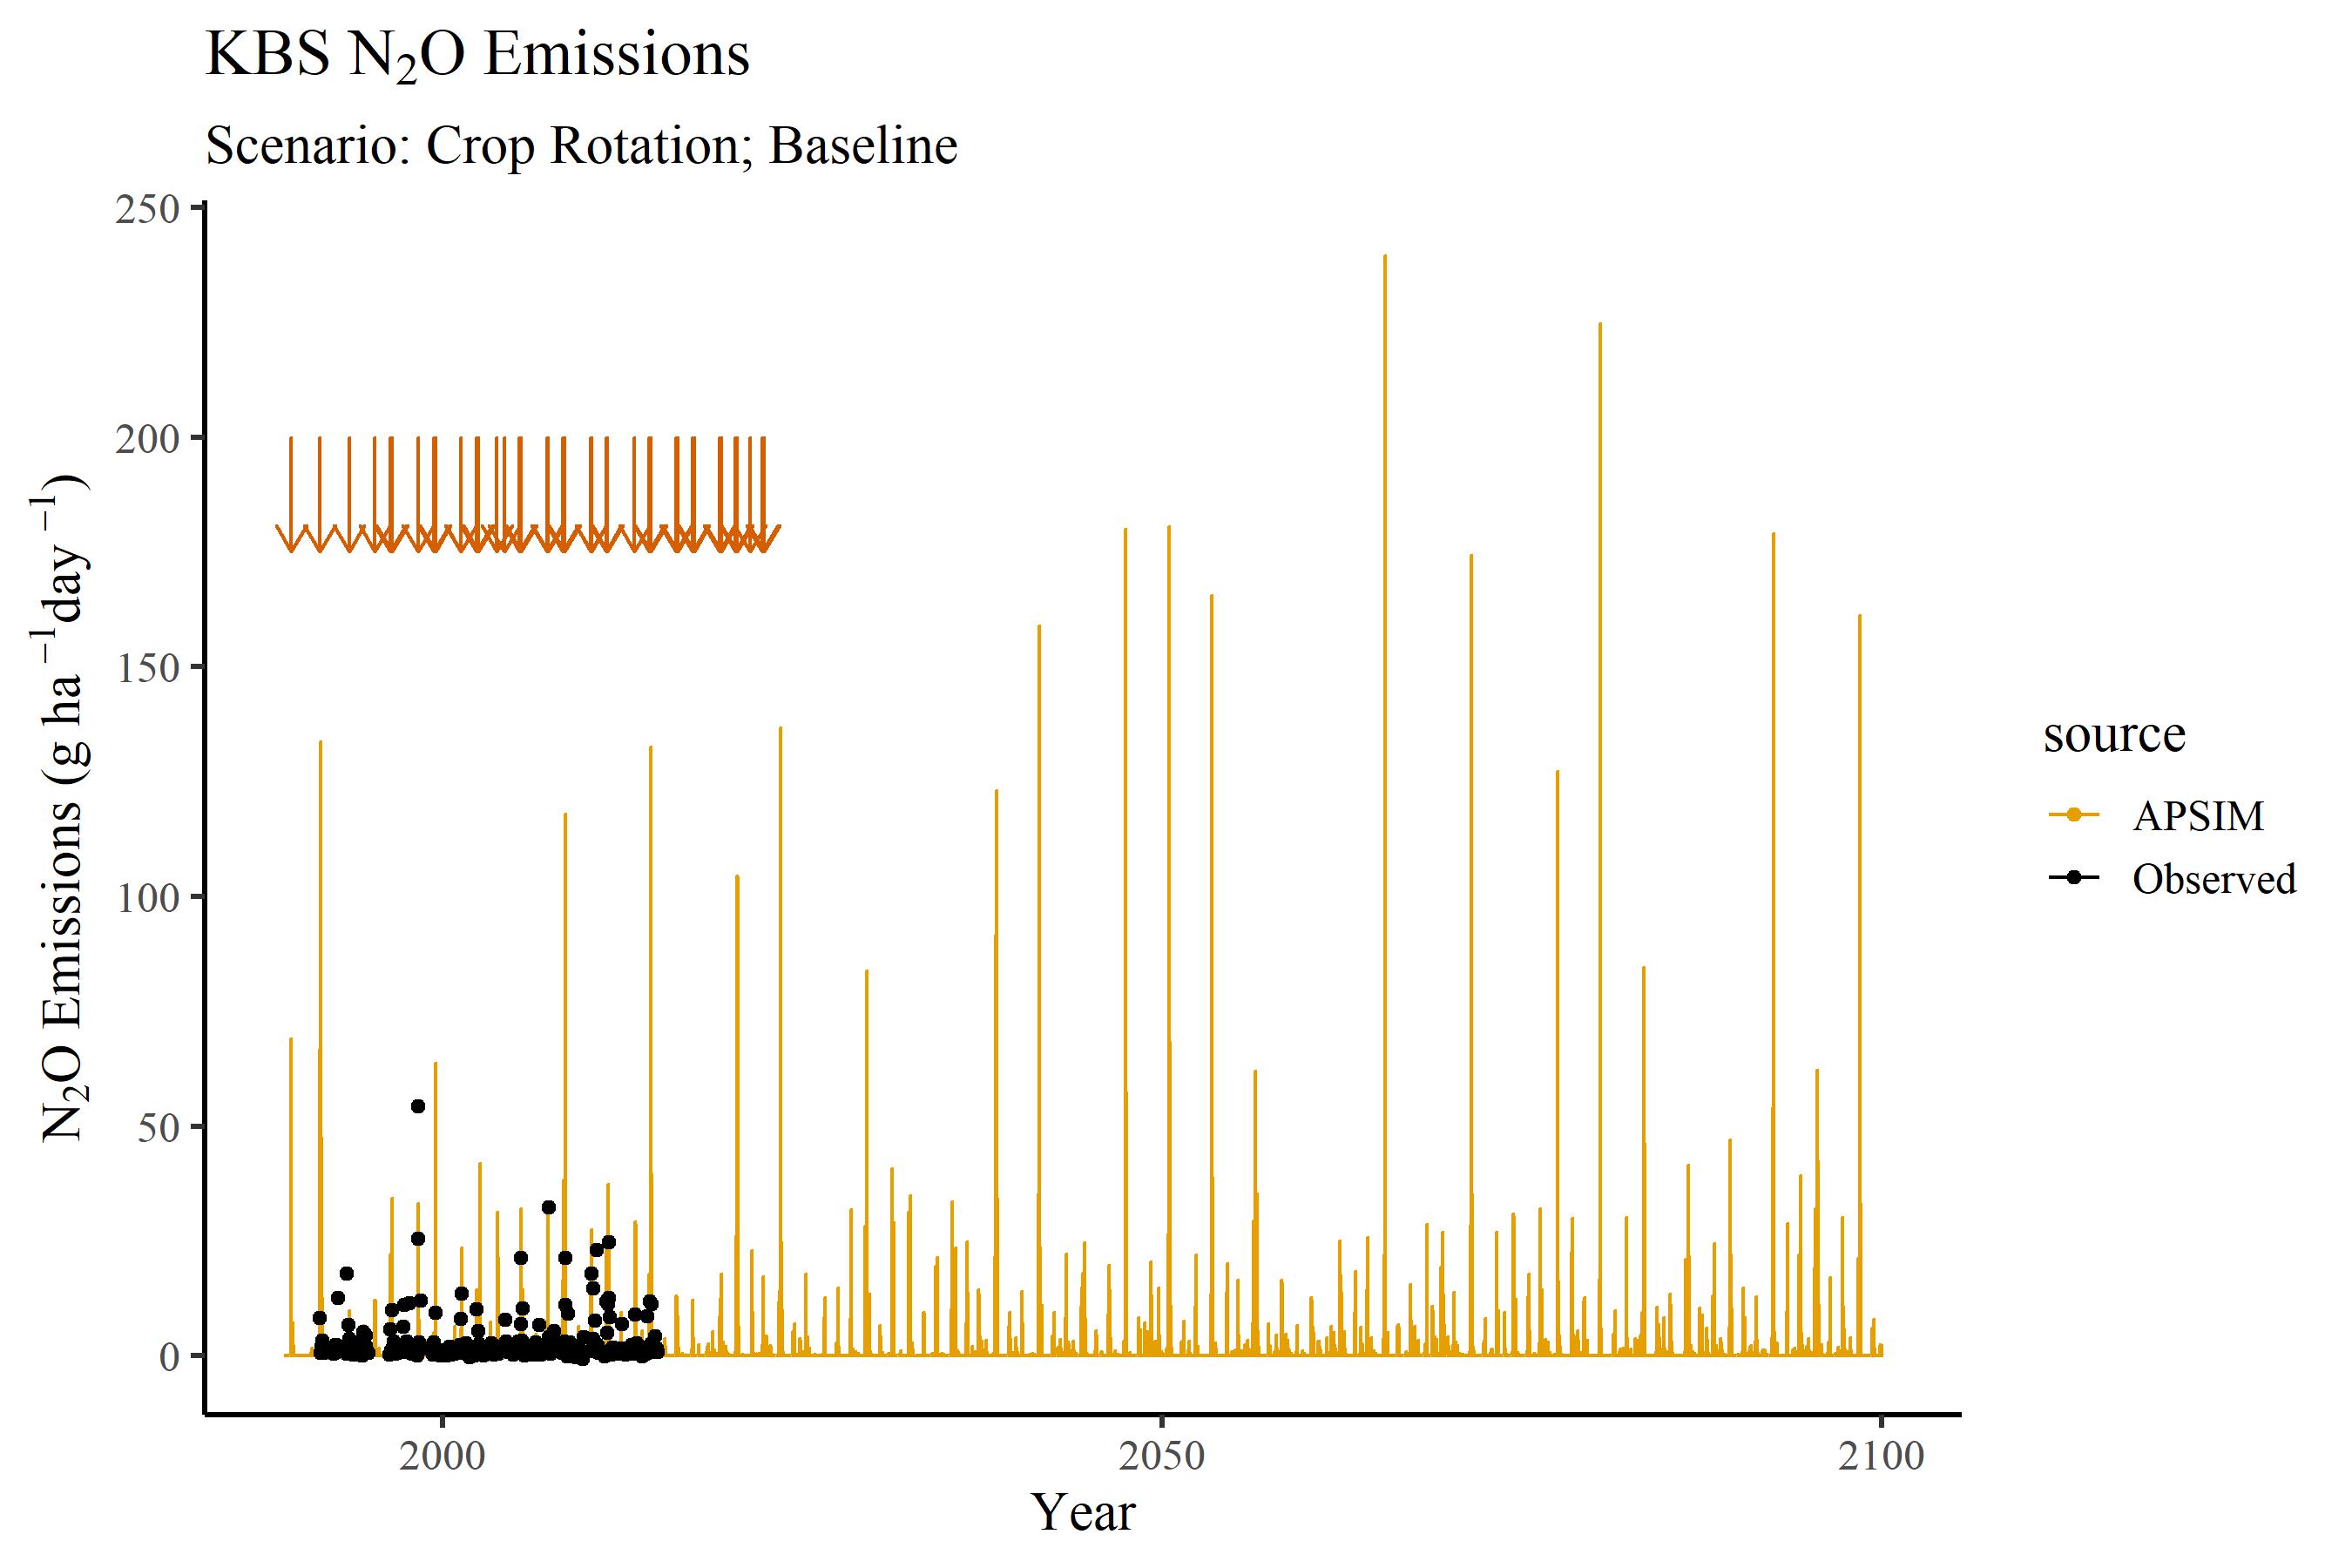 KBS N₂O Emissions
Scenario: Crop Rotation; Baseline
250
200
150
100
50
0
N₂O Emissions (g ha ⁻¹day ⁻¹)
2000
2050
2100
Year
source
APSIM
Observed